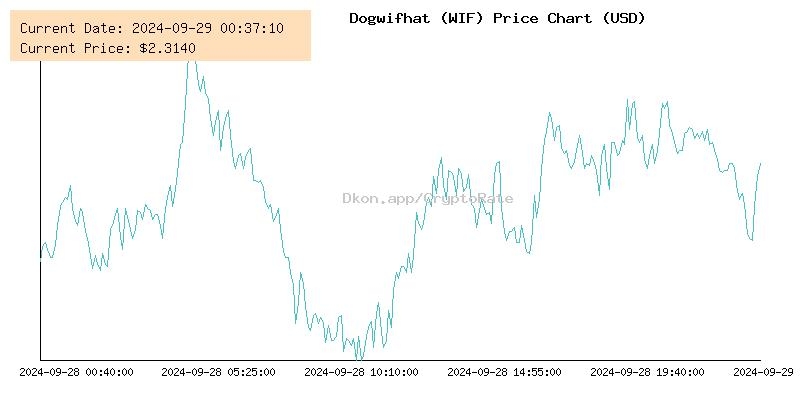 Dogwifhat (WIF) Price Chart (USD)
Current Date: 2024-09-29 00:37:10
Current Price: $2.3140
Dkon.app/CryptoRate
2024-09-28 00:40:00 2024-09-28 05:25:00 2024-09-28 10:10:00 2024-09-28 14:55:00 2024-09-28 19:40:00 2024-09-29